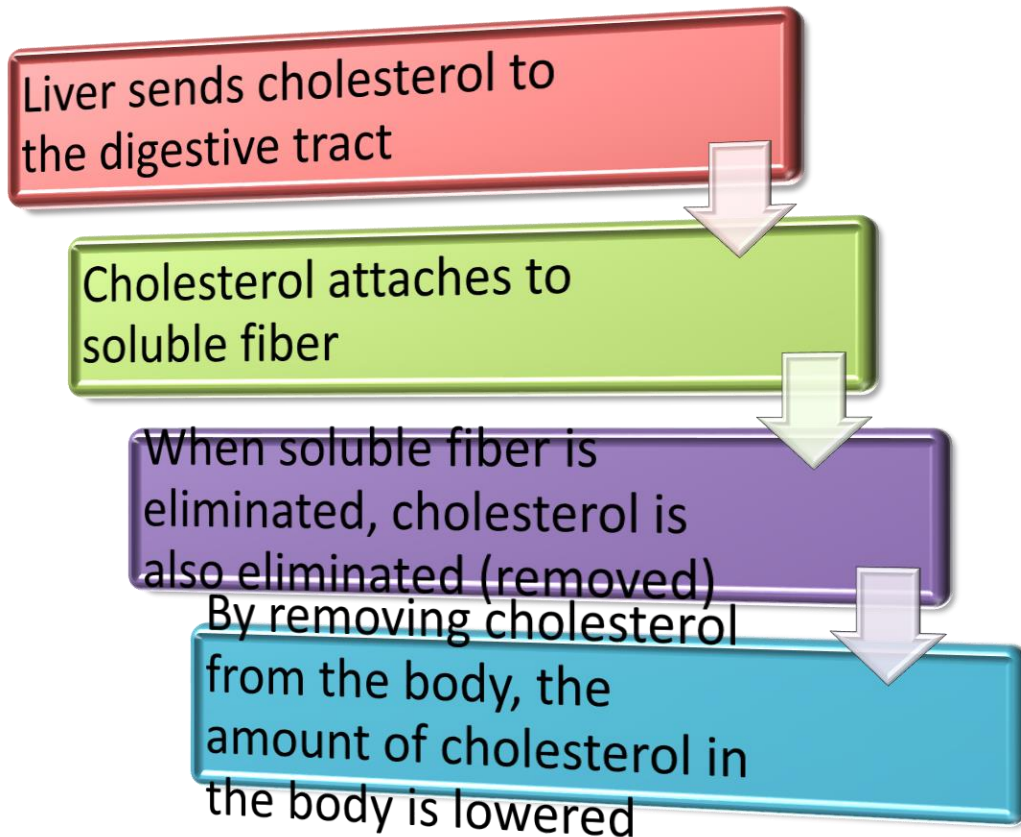 Liver sends cholesterol to
the digestive tract
Cholesterol attaches to
soluble fiber
When soluble fiber is
eliminated, cholesterol is
also eliminated (removed)
By removing cholesterol
from the body, the
amount of cholesterol in
the body is lowered